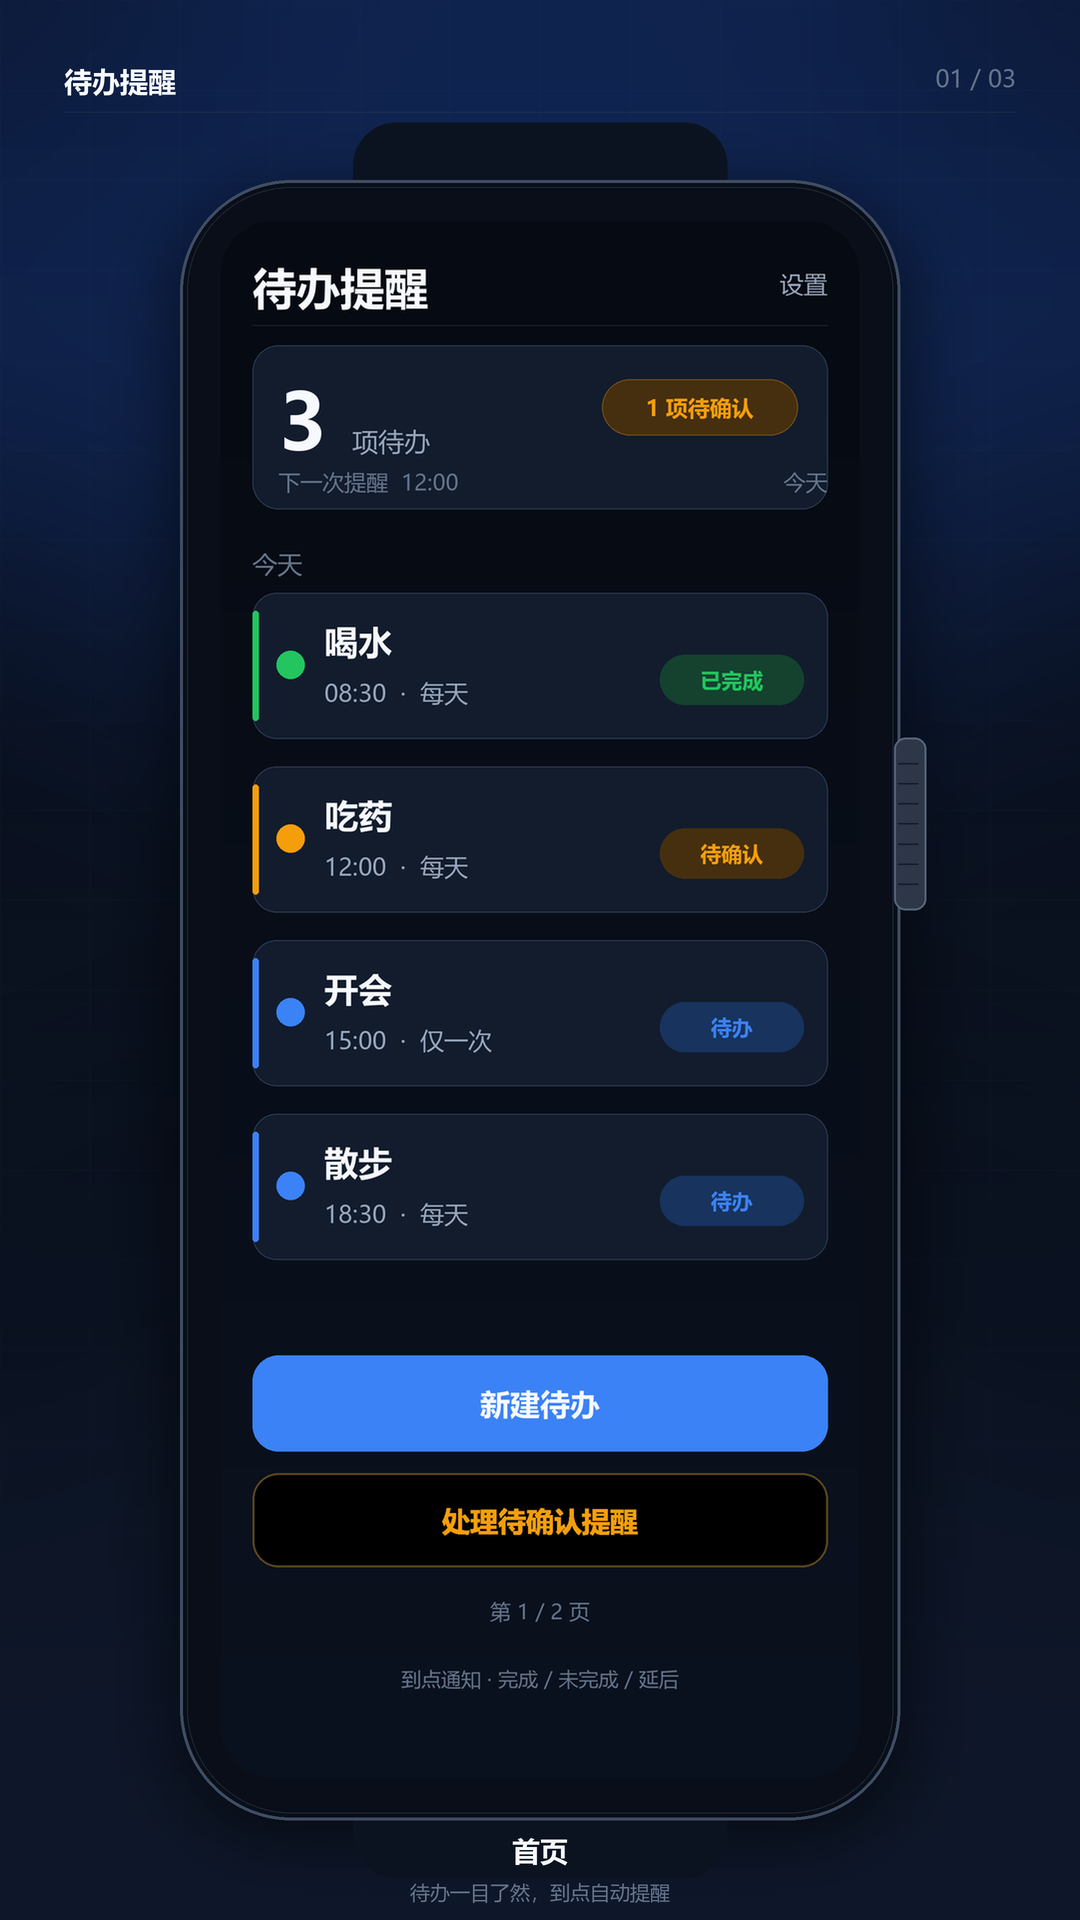 待办提醒
01 / 03
待办提醒
设置
3 项待办
1 项待确认
下一次提醒 12:00
今天
今天
喝水
08:30 · 每天
已完成
吃药
12:00 · 每天
待确认
开会
15:00 · 仅一次
待办
散步
18:30 · 每天
待办
新建待办
处理待确认提醒
第 1 / 2 页
到点通知 · 完成 / 未完成 / 延后
首页
待办一目了然，到点自动提醒